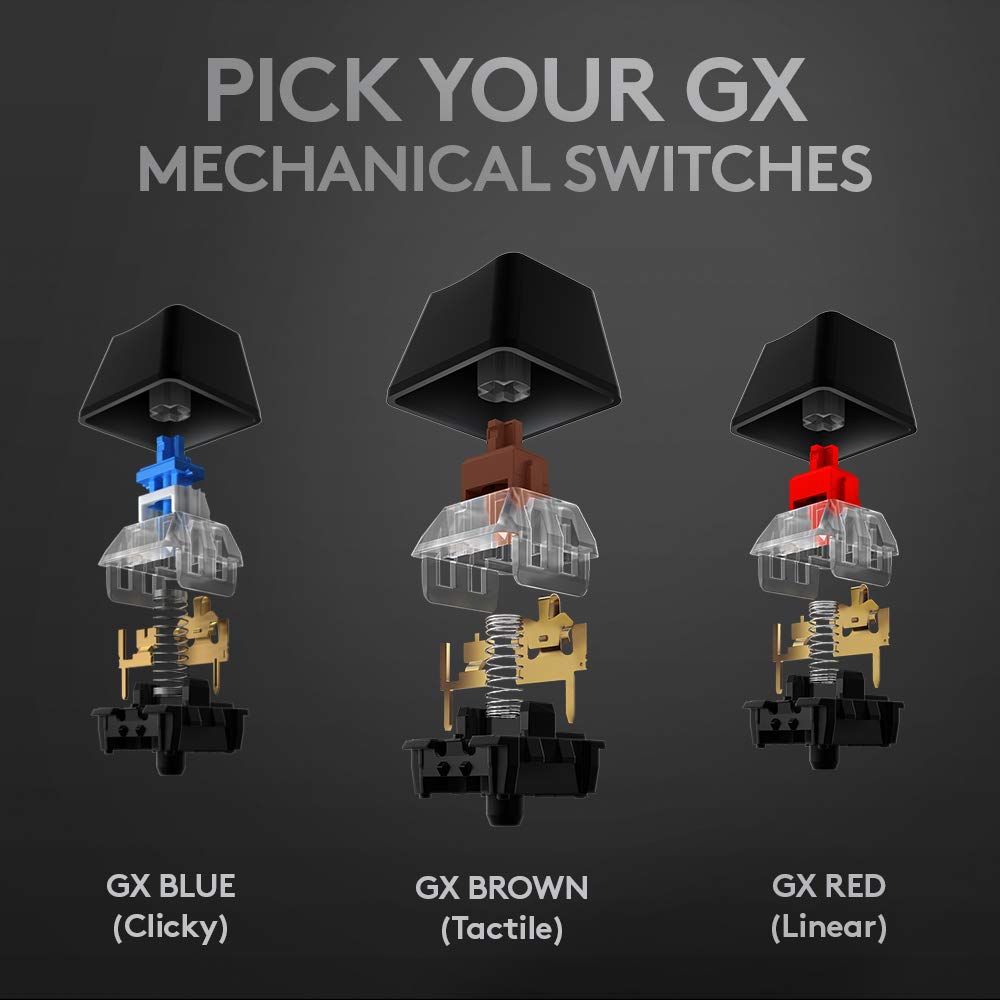 PICK YOUR GX
MECHANICAL SWITCHES
GX BLUE
(Clicky)
GX BROWN
(Tactile)
GX RED
(Linear)